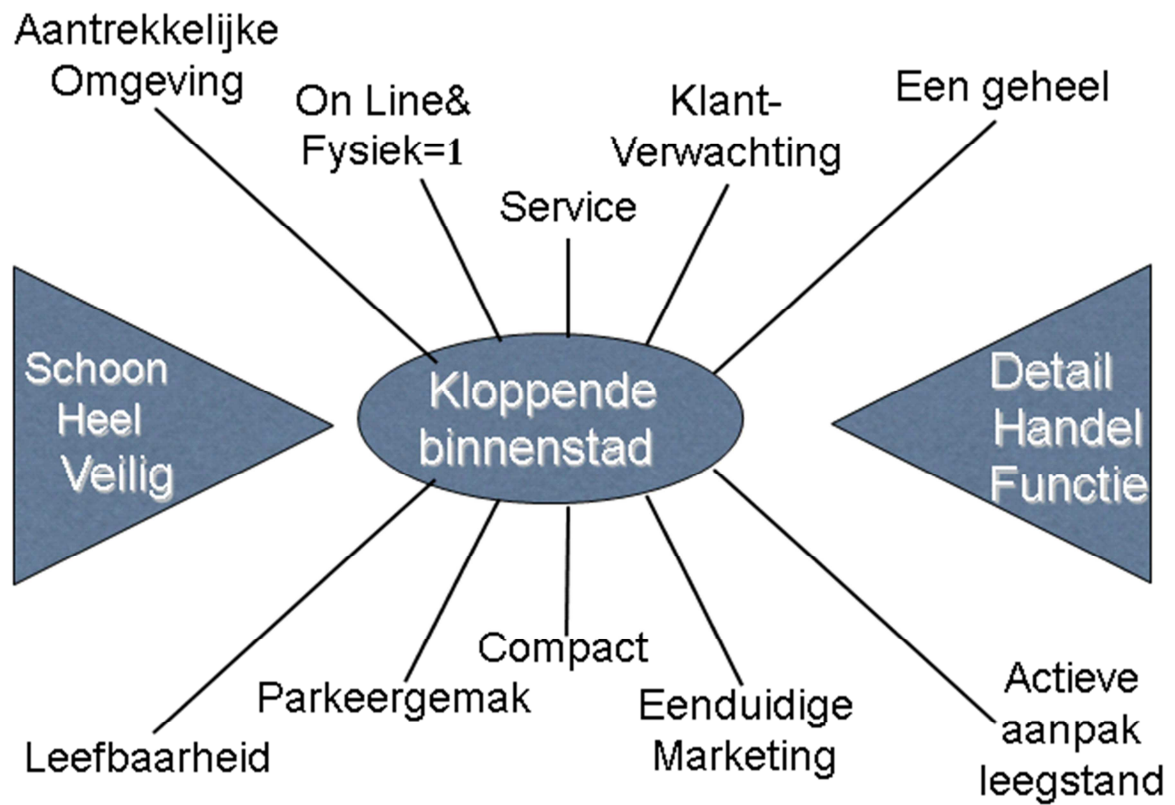 Aantrekkelijke
Omgeving
On Line&
Fysiek=1
Service
Klant-
Verwachting
Een geheel
Schoon
Heel
Veilig
Kloppende
binnenstad
Detail
Handel
Functie
Leefbaarheid
Parkeergemak
Compact
Eenduidige
Marketing
Actieve
aanpak
leegstand